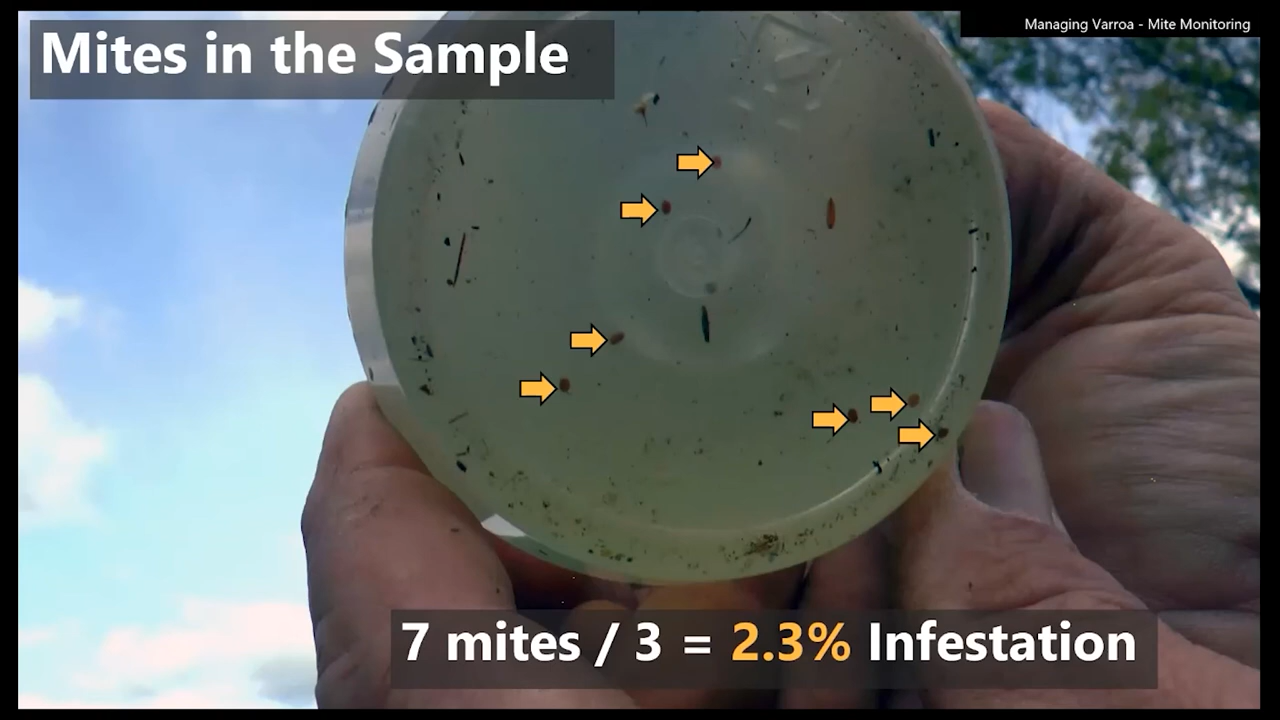 Managing Varroa - Mite Monitoring
Mites in the Sample
7 mites / 3 = 2.3% Infestation